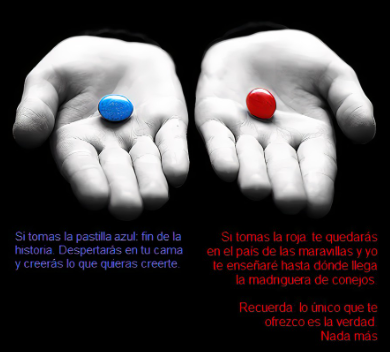 Si tomas la pastilla azul: fin de la
historia. Despertarás en tu cama
y creerás lo que quieras creerte.
Si tomas la roja, te quedarás
en el país de las maravillas y yo
te enseñaré hasta dónde llega
la madriguera de conejos.
Recuerda: lo único que te
ofrezco es la verdad.
Nada más